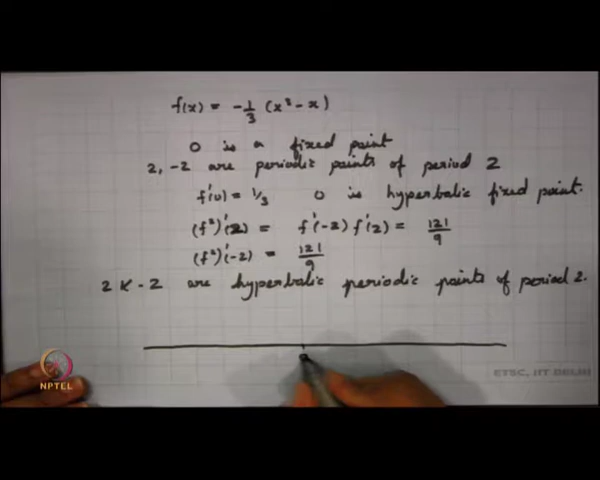 f(x) = -1/3 (x³ - x)
0 is a fixed point
2, -2 are periodic points of period 2
f'(0) = 1/3 0 is hyperbolic fixed point.
(f²)'(2) = f'(-2) f'(2) = 121/9
(f²)'(-2) = 121/9
2 & -2 are hyperbolic periodic points of period 2.
NPTEL
ETSC, IIT DELHI